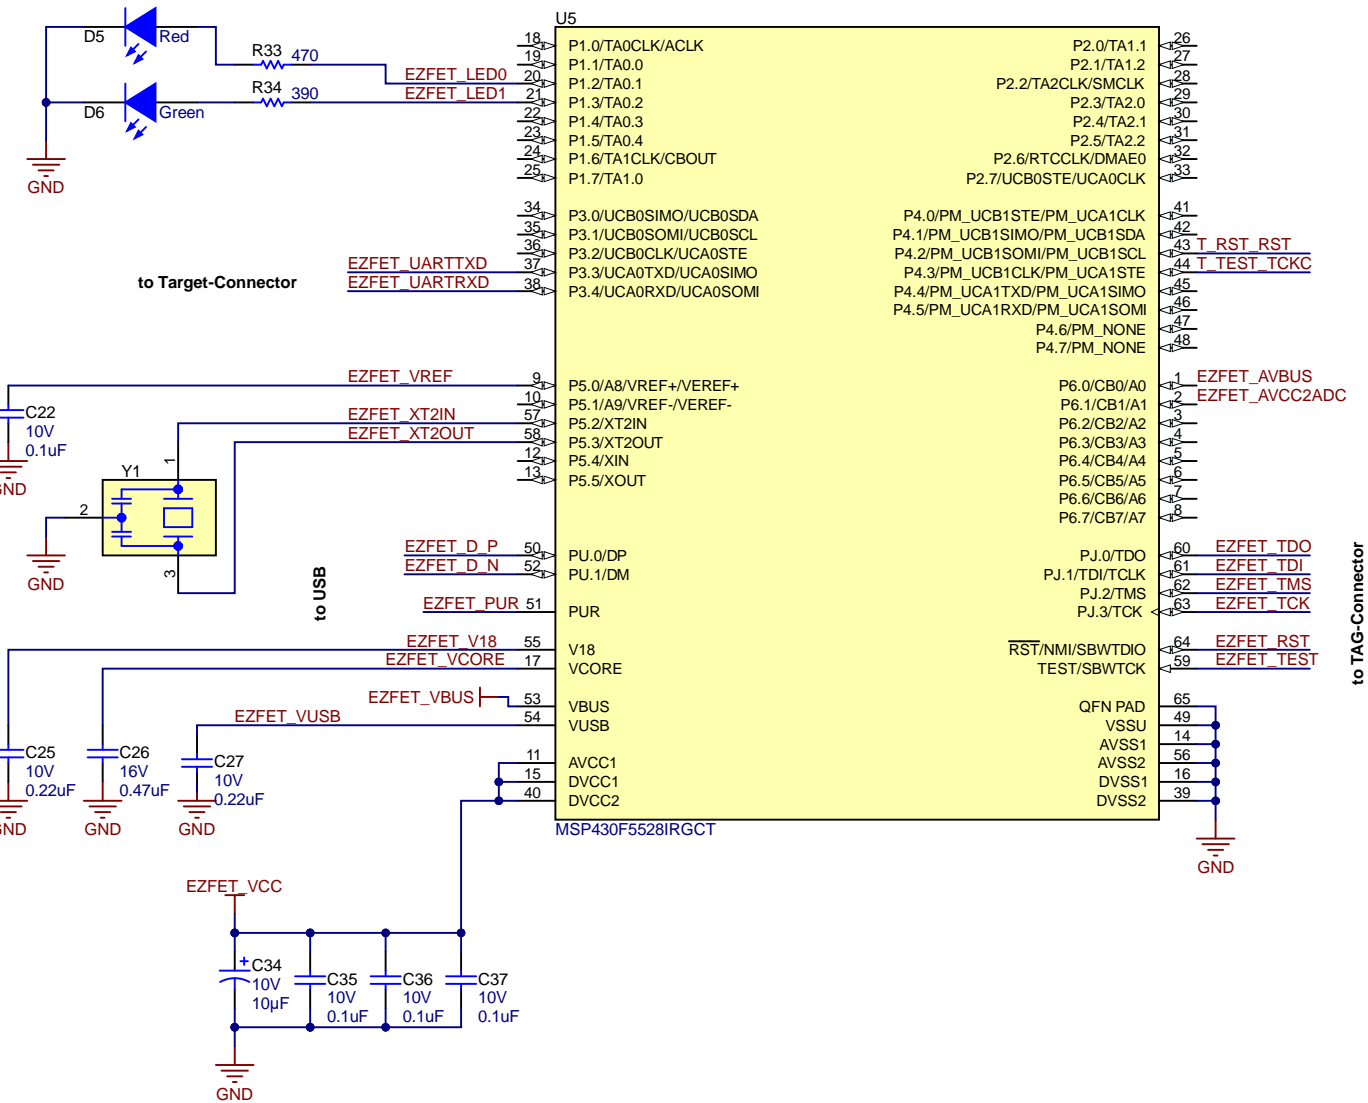 U5
D5
Red
R33
470
EZFET_LED0
D6
Green
R34
390
EZFET_LED1
GND
18
P1.0/TA0CLK/ACLK
19
P1.1/TA0.0
20
P1.2/TA0.1
21
P1.3/TA0.2
22
P1.4/TA0.3
23
P1.5/TA0.4
24
P1.6/TA1CLK/CBOUT
25
P1.7/TA1.0
P2.0/TA1.1
26
P2.1/TA1.2
27
P2.2/TA2CLK/SMCLK
28
P2.3/TA2.0
29
P2.4/TA2.1
30
P2.5/TA2.2
31
P2.6/RTCCLK/DMAE0
32
P2.7/UCB0STE/UCA0CLK
33
34
P3.0/UCB0SIMO/UCB0SDA
35
P3.1/UCB0SOMI/UCB0SCL
36
P3.2/UCB0CLK/UCA0STE
to Target-Connector
EZFET_UARTTXD
37
P3.3/UCA0TXD/UCA0SIMO
EZFET_UARTRXD
38
P3.4/UCA0RXD/UCA0SOMI
P4.0/PM_UCB1STE/PM_UCA1CLK
41
P4.1/PM_UCB1SIMO/PM_UCB1SDA
42
P4.2/PM_UCB1SOMI/PM_UCB1SCL
43
T_RST_RST
P4.3/PM_UCB1CLK/PM_UCA1STE
44
T_TEST_TCKC
P4.4/PM_UCA1TXD/PM_UCA1SIMO
45
P4.5/PM_UCA1RXD/PM_UCA1SOMI
46
P4.6/PM_NONE
47
P4.7/PM_NONE
48
EZFET_VREF
9
P5.0/A8/VREF+/VEREF+
10
P5.1/A9/VREF-/VEREF-
EZFET_XT2IN
57
P5.2/XT2IN
EZFET_XT2OUT
58
P5.3/XT2OUT
12
P5.4/XIN
13
P5.5/XOUT
C22
10V
0.1uF
GND
Y1
1
2
3
GND
P6.0/CB0/A0
1
EZFET_AVBUS
P6.1/CB1/A1
2
EZFET_AVCC2ADC
P6.2/CB2/A2
3
P6.3/CB3/A3
4
P6.4/CB4/A4
5
P6.5/CB5/A5
6
P6.6/CB6/A6
7
P6.7/CB7/A7
8
to USB
EZFET_D_P
50
PU.0/DP
EZFET_D_N
52
PU.1/DM
EZFET_PUR
51
PUR
EZFET_V18
55
V18
EZFET_VCORE
17
VCORE
EZFET_VBUS
53
VBUS
EZFET_VUSB
54
VUSB
11
AVCC1
15
DVCC1
40
DVCC2
PJ.0/TDO
60
EZFET_TDO
PJ.1/TDI/TCLK
61
EZFET_TDI
PJ.2/TMS
62
EZFET_TMS
PJ.3/TCK
63
EZFET_TCK
RST/NMI/SBWTDIO
64
EZFET_RST
TEST/SBWTCK
59
EZFET_TEST
to TAG-Connector
QFN PAD
65
VSSU
49
AVSS1
14
AVSS2
56
DVSS1
16
DVSS2
39
GND
MSP430F5528IRGCT
C25
10V
0.22uF
GND
C26
16V
0.47uF
GND
C27
10V
0.22uF
GND
EZFET_VCC
+
C34
10V
10µF
C35
10V
0.1uF
C36
10V
0.1uF
C37
10V
0.1uF
GND